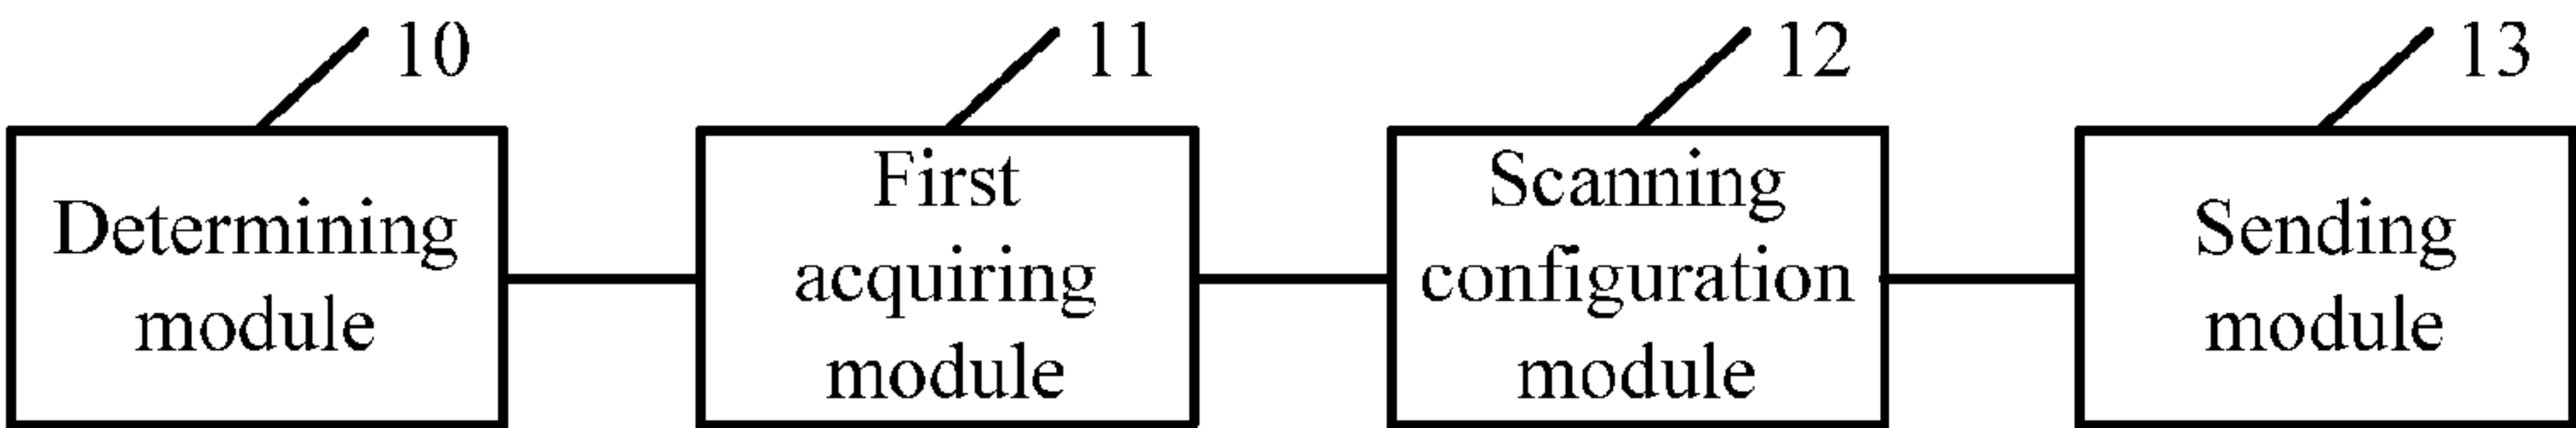 10
11
12
13
Determining
module
First
acquiring
module
Scanning
configuration
module
Sending
module